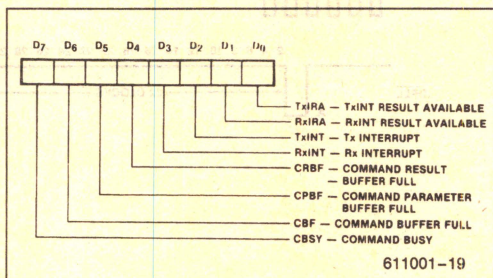 D7 D6 D5 D4 D3 D2 D1 D0
TxIRA — TxINT RESULT AVAILABLE
RxIRA — RxINT RESULT AVAILABLE
TxINT — Tx INTERRUPT
RxINT — Rx INTERRUPT
CRBF — COMMAND RESULT
— BUFFER FULL
CPBF — COMMAND PARAMETER
BUFFER FULL
CBF — COMMAND BUFFER FULL
CBSY — COMMAND BUSY
611001–19